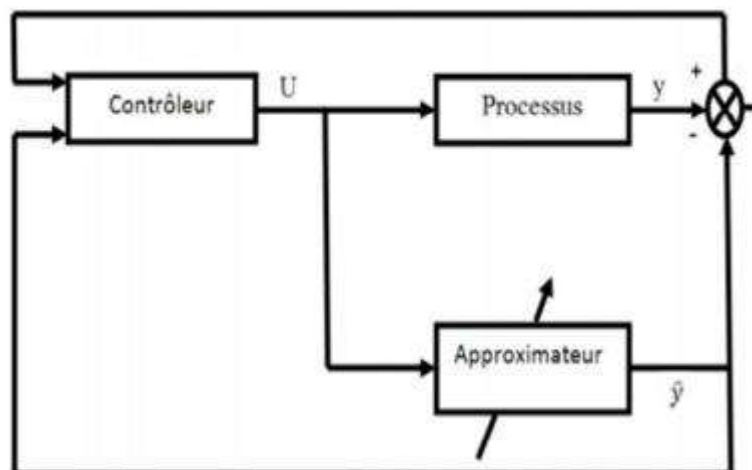 Contrôleur
U
Processus
y
+
-
Approximateur
ŷ